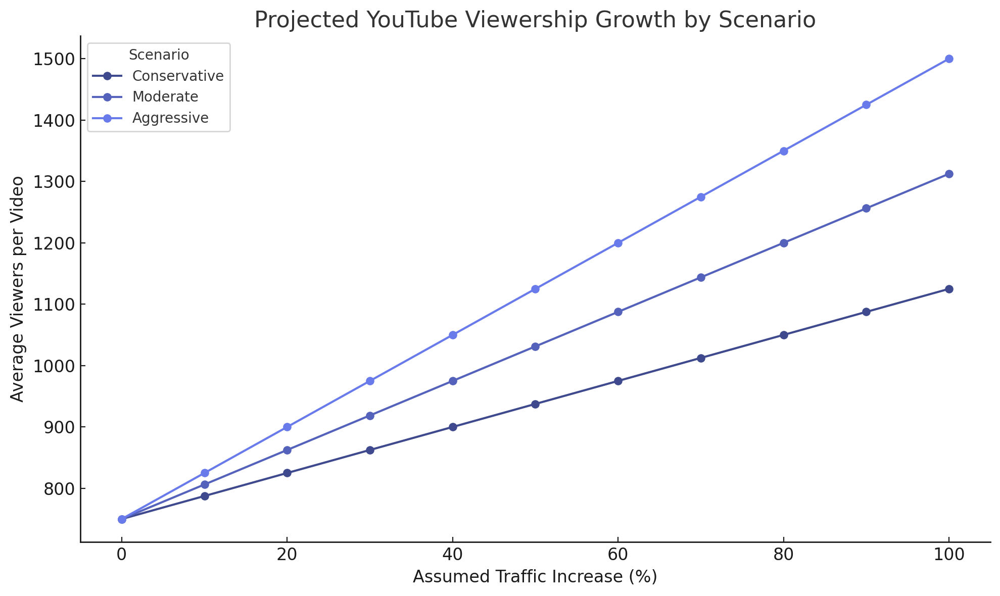 Projected YouTube Viewership Growth by Scenario
Scenario
Conservative
Moderate
Aggressive
Average Viewers per Video
1500
1400
1300
1200
1100
1000
900
800
0 20 40 60 80 100
Assumed Traffic Increase (%)